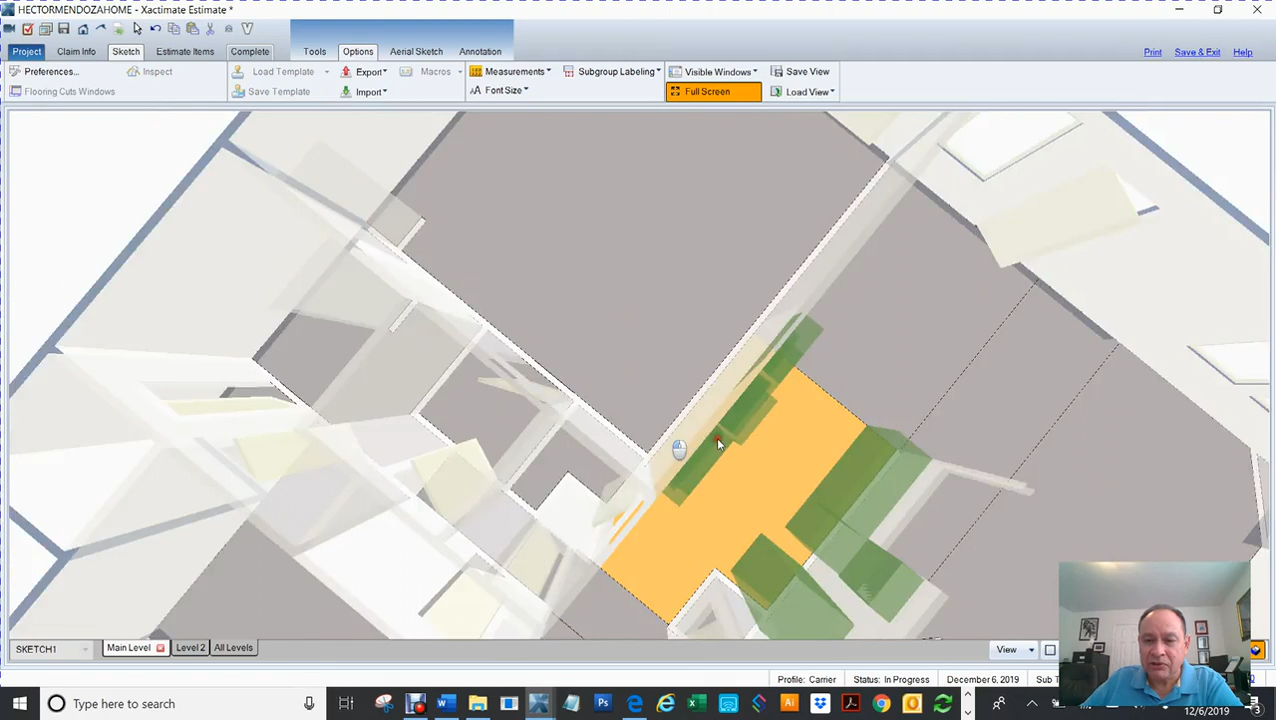 HECTORMENDOZAHOME - Xactimate Estimate *
Project Claim Info Sketch Estimate Items Complete Tools Options Aerial Sketch Annotation Print Save & Exit Help
Preferences... Inspect Load Template Export Macros Measurements Subgroup Labeling Visible Windows Save View
Flooring Cuts Windows Save Template Import Font Size Full Screen Load View
SKETCH1 Main Level Level 2 All Levels View
Profile: Carrier Status: In Progress December 6, 2019 Sub T
Type here to search
12/6/2019